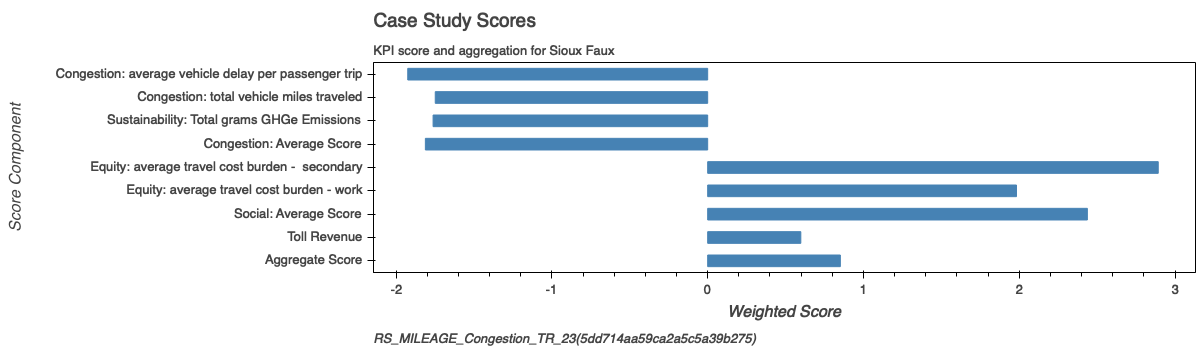 Case Study Scores
KPI score and aggregation for Sioux Faux
Score Component
Congestion: average vehicle delay per passenger trip
Congestion: total vehicle miles traveled
Sustainability: Total grams GHGe Emissions
Congestion: Average Score
Equity: average travel cost burden -  secondary
Equity: average travel cost burden - work
Social: Average Score
Toll Revenue
Aggregate Score
-2 -1 0 1 2 3
Weighted Score
RS_MILEAGE_Congestion_TR_23(5dd714aa59ca2a5c5a39b275)